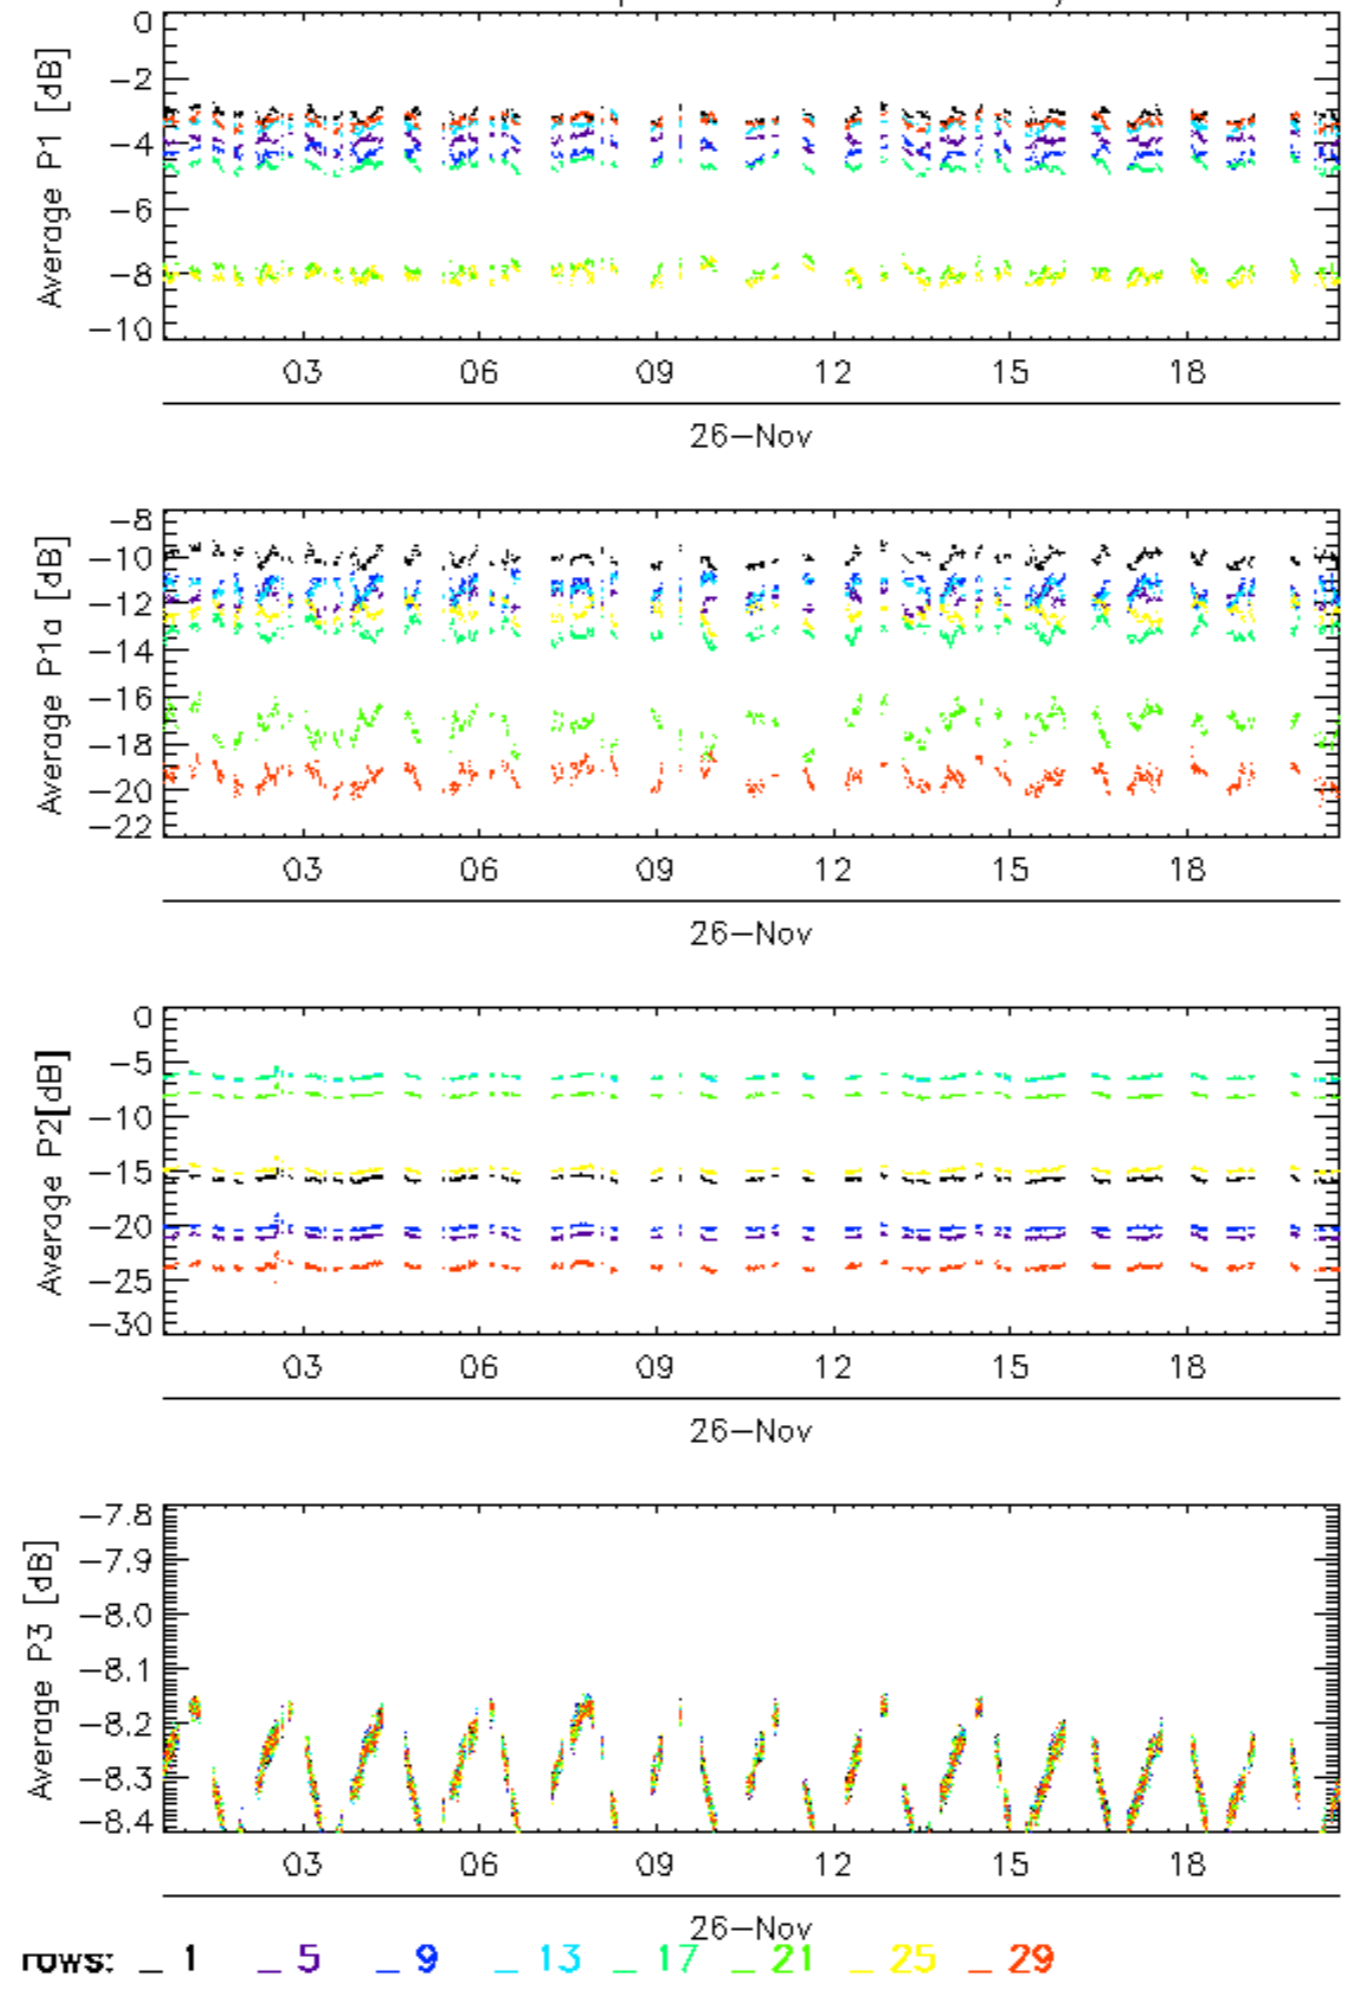 Average P1 [dB]
0
−2
−4
−6
−8
−10
03 06 09 12 15 18
26−Nov
Average P1a [dB]
−8
−10
−12
−14
−16
−18
−20
−22
03 06 09 12 15 18
26−Nov
Average P2[dB]
0
−5
−10
−15
−20
−25
−30
03 06 09 12 15 18
26−Nov
Average P3 [dB]
−7.8
−7.9
−8.0
−8.1
−8.2
−8.3
−8.4
03 06 09 12 15 18
26−Nov
rows: _ 1 _ 5 _ 9 _ 13 _ 17 _ 21 _ 25 _ 29